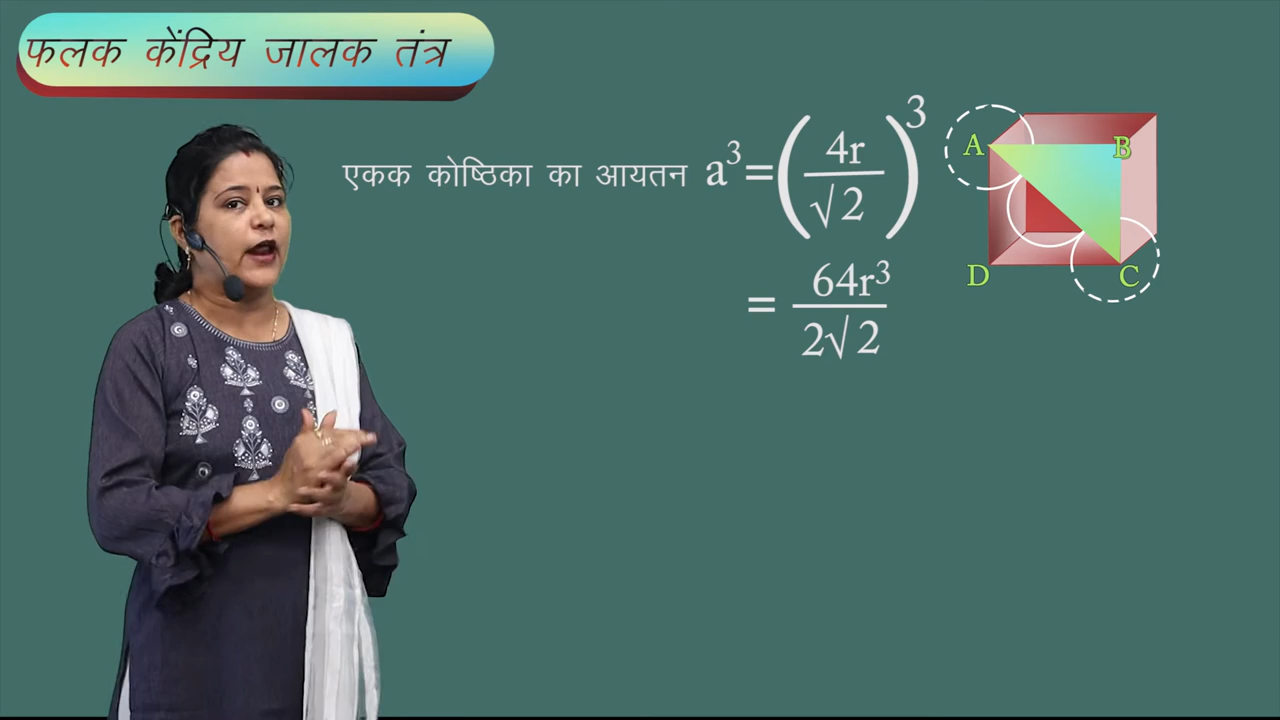 फलक केंद्रिय जालक तंत्र
एकक कोष्ठिका का आयतन a³=(4r/√2)³
= 64r³/2√2
A B
D C